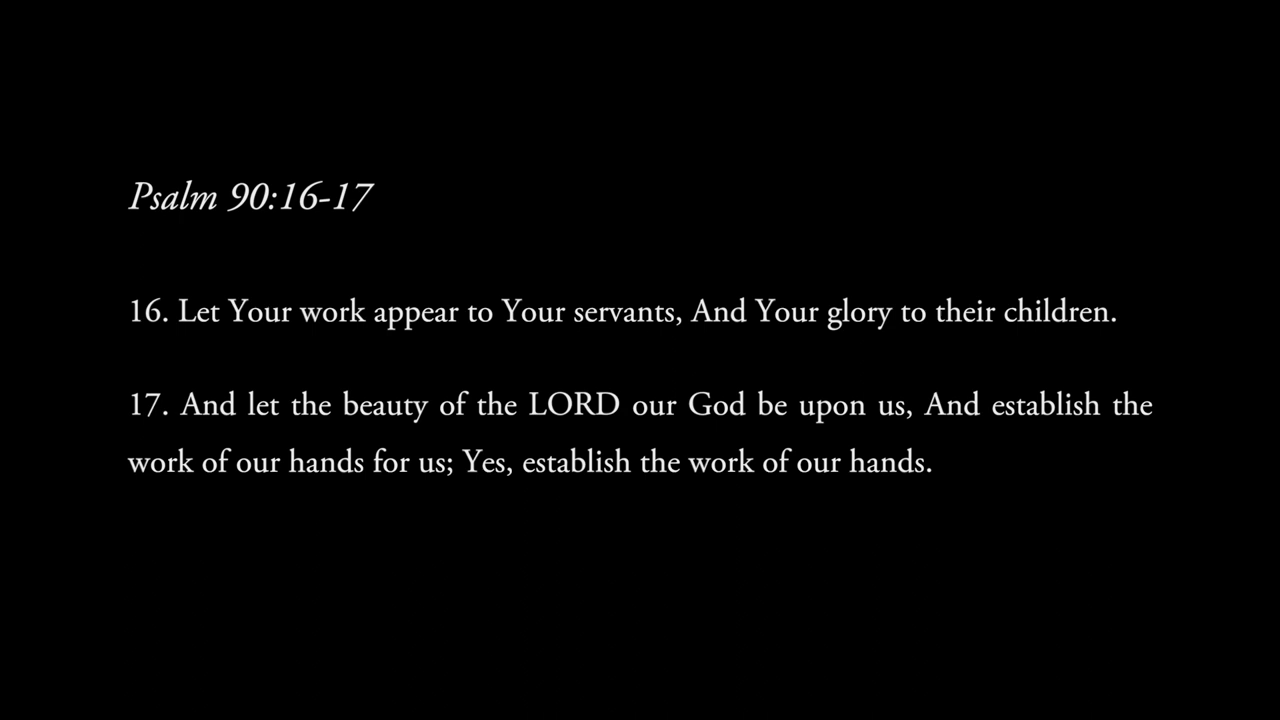 Psalm 90:16-17
16. Let Your work appear to Your servants, And Your glory to their children.
17. And let the beauty of the LORD our God be upon us, And establish the
work of our hands for us; Yes, establish the work of our hands.